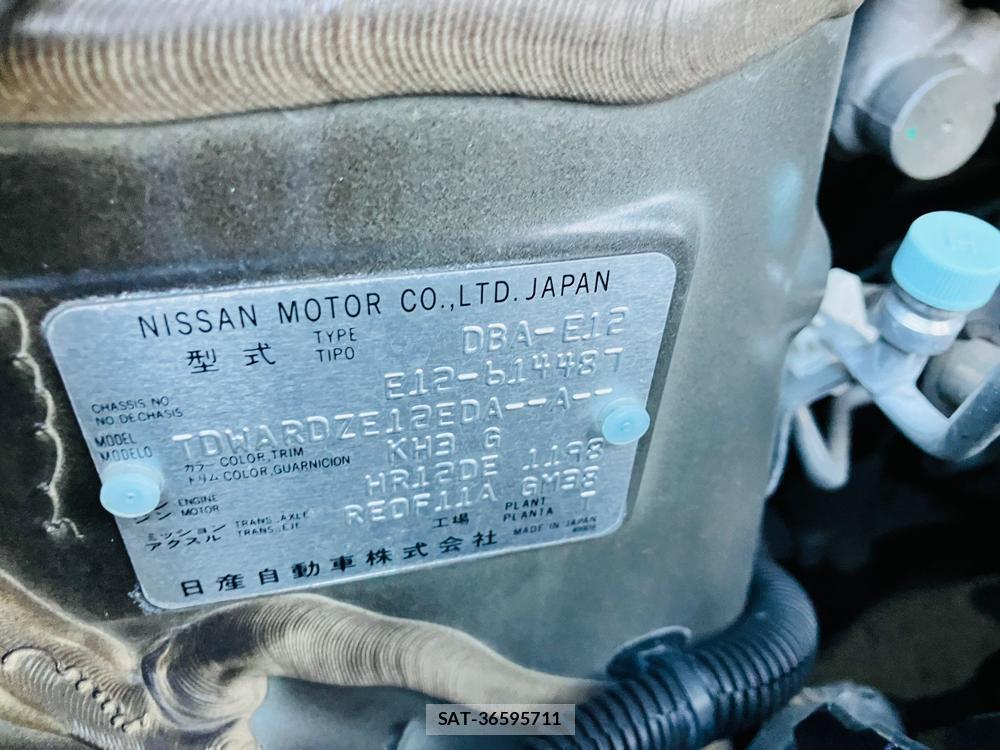 NISSAN MOTOR CO.,LTD. JAPAN
型式 TYPE TIPO DBA-E12
CHASSIS NO NO DE CHASIS E12-614487
MODEL MODELO TDWARDZE12EDA--A--
カラー COLOR,TRIM トリム COLOR,GUARNICION KH3 G
ENGINE MOTOR HR12DE 1198
ミッション アクスル TRANS.,AXLE TRANS.,EJE REOF11A GM38
工場 PLANT PLANTA T
日産自動車株式会社 MADE IN JAPAN
SAT-36595711